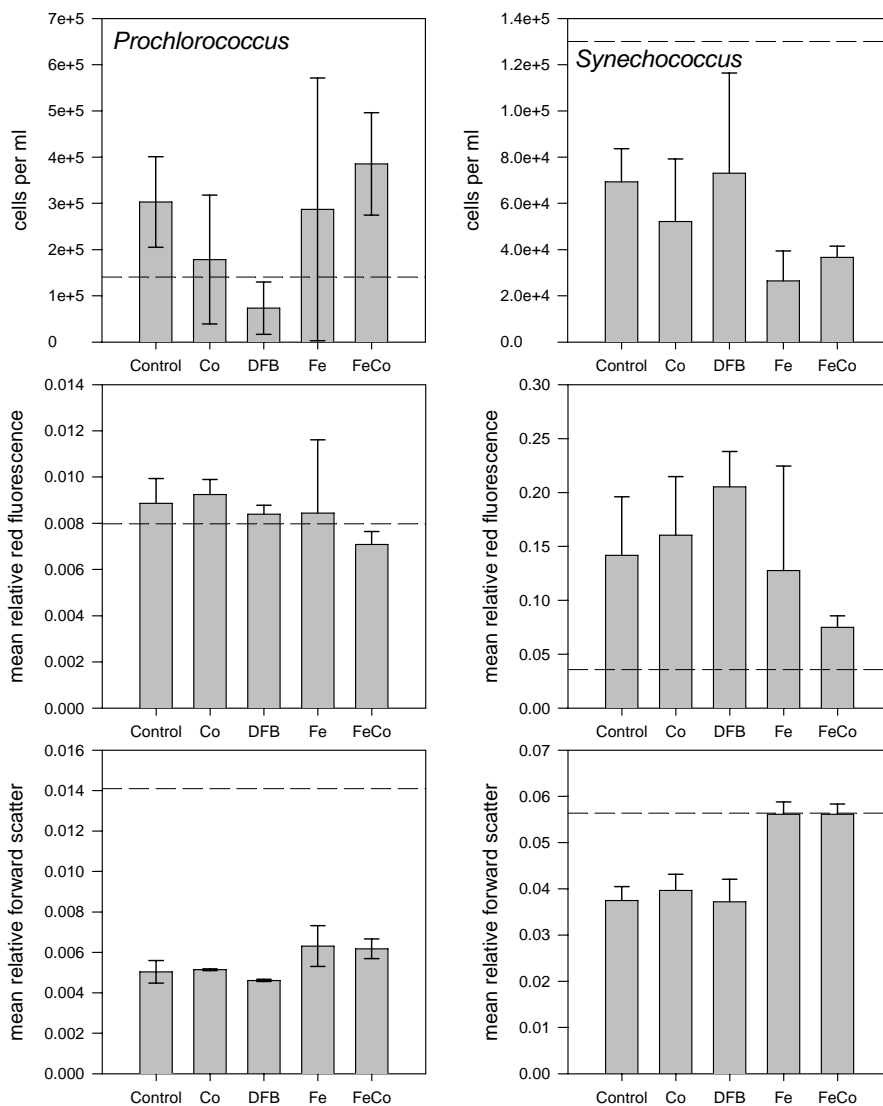 Prochlorococcus
cells per ml
7e+5
6e+5
5e+5
4e+5
3e+5
2e+5
1e+5
0
Control Co DFB Fe FeCo
Synechococcus
cells per ml
1.4e+5
1.2e+5
1.0e+5
8.0e+4
6.0e+4
4.0e+4
2.0e+4
0.0
Control Co DFB Fe FeCo
mean relative red fluorescence
0.014
0.012
0.010
0.008
0.006
0.004
0.002
0.000
Control Co DFB Fe FeCo
mean relative red fluorescence
0.30
0.25
0.20
0.15
0.10
0.05
0.00
Control Co DFB Fe FeCo
mean relative forward scatter
0.016
0.014
0.012
0.010
0.008
0.006
0.004
0.002
0.000
Control Co DFB Fe FeCo
mean relative forward scatter
0.07
0.06
0.05
0.04
0.03
0.02
0.01
0.00
Control Co DFB Fe FeCo